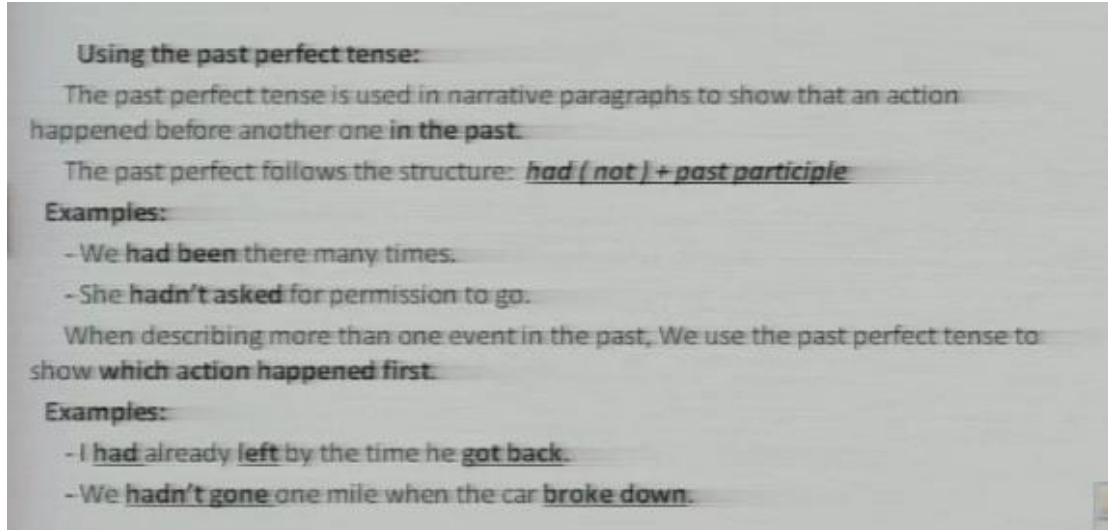 Using the past perfect tense:
The past perfect tense is used in narrative paragraphs to show that an action
happened before another one in the past.
The past perfect follows the structure: had ( not ) + past participle
Examples:
- We had been there many times.
- She hadn't asked for permission to go.
When describing more than one event in the past, We use the past perfect tense to
show which action happened first.
Examples:
- I had already left by the time he got back.
- We hadn't gone one mile when the car broke down.